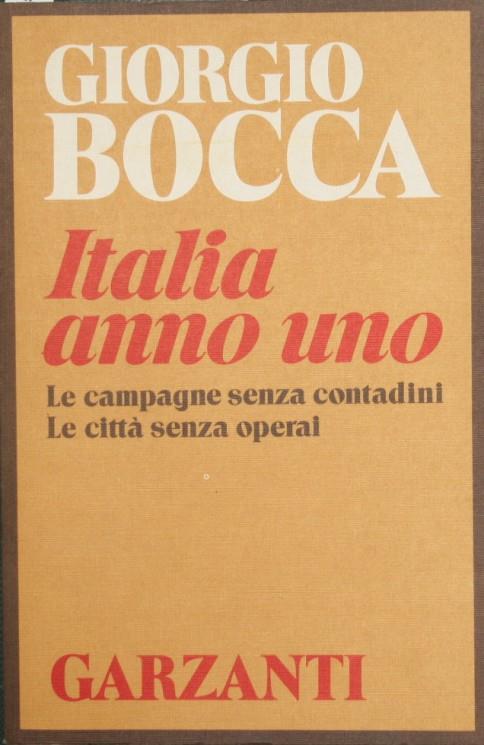 GIORGIO
BOCCA
Italia
anno uno
Le campagne senza contadini
Le città senza operai
GARZANTI